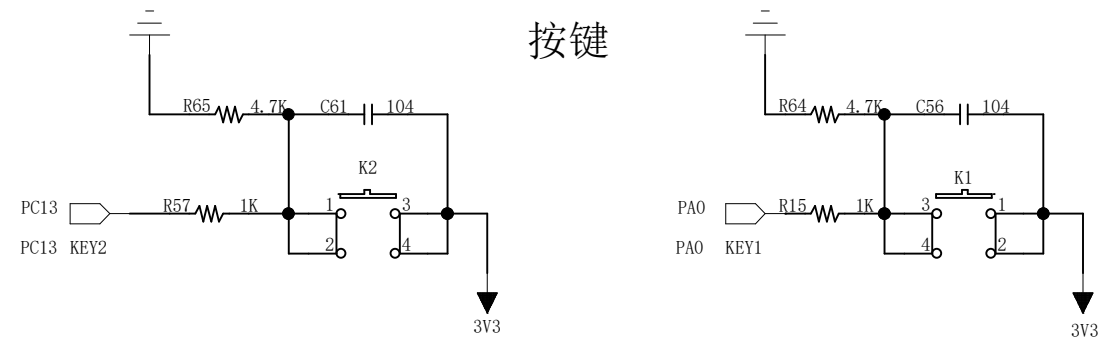 按键
R65 4.7K C61 104
K2
PC13 R57 1K 1 3
PC13 KEY2 2 4
3V3
R64 4.7K C56 104
K1
PA0 R15 1K 3 1
PA0 KEY1 4 2
3V3